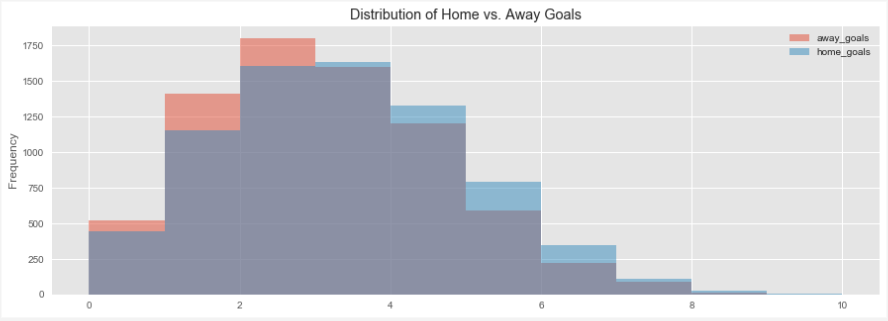 Distribution of Home vs. Away Goals
away_goals
home_goals
Frequency
1750
1500
1250
1000
750
500
250
0
0 2 4 6 8 10